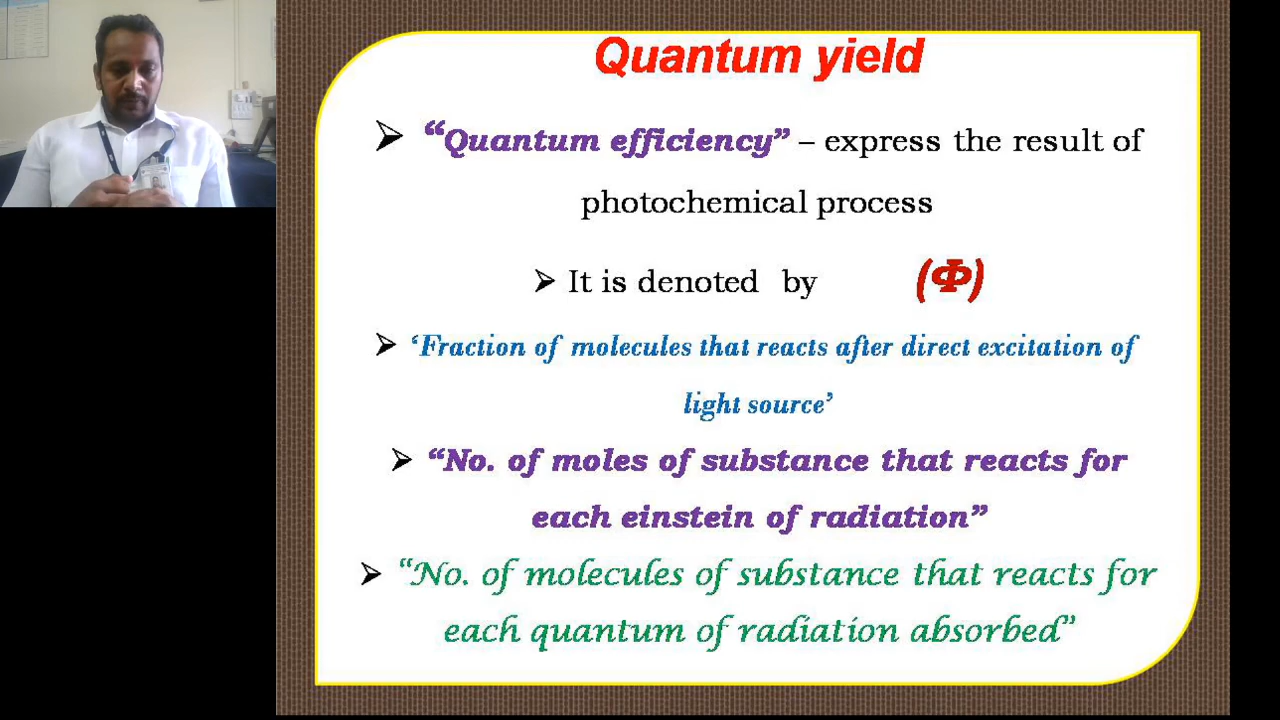 Quantum yield
➢ “Quantum efficiency” – express the result of
photochemical process
➢ It is denoted by (Φ)
➢ ‘Fraction of molecules that reacts after direct excitation of
light source’
➢ “No. of moles of substance that reacts for
each einstein of radiation”
➢ “No. of molecules of substance that reacts for
each quantum of radiation absorbed”